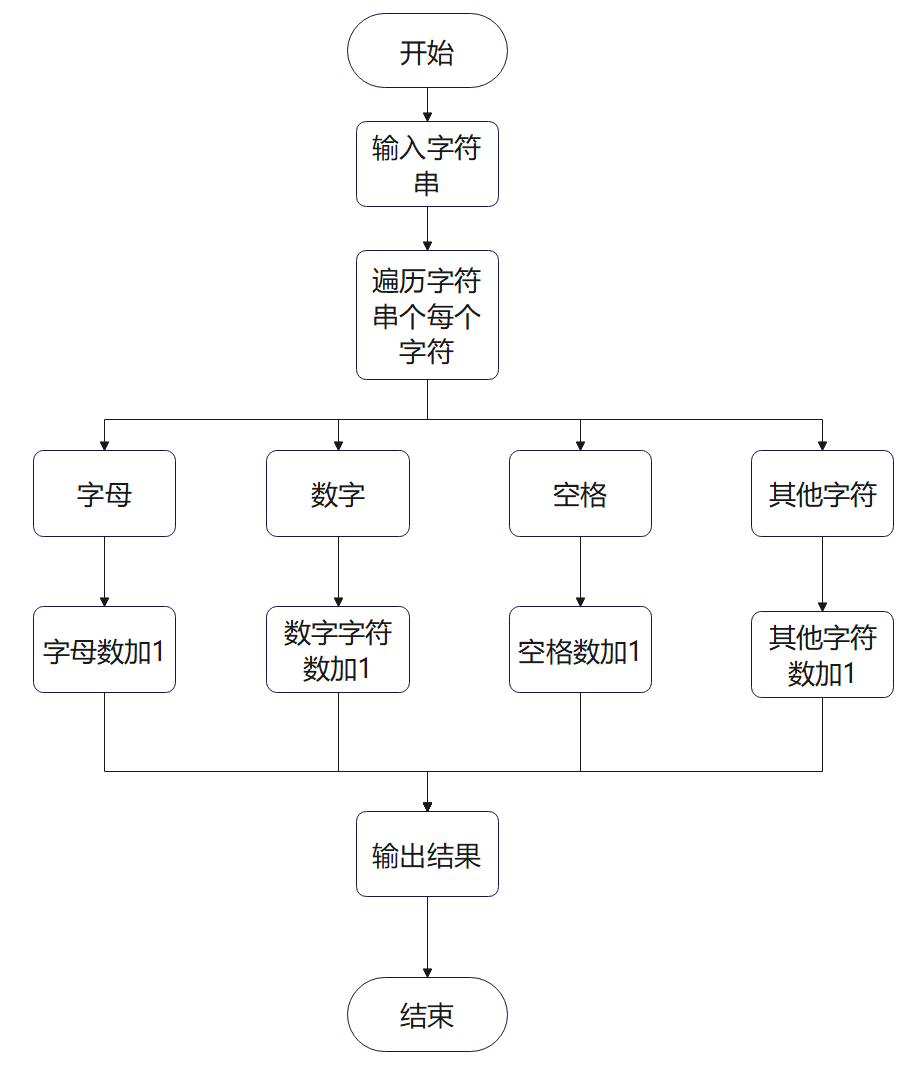 开始
输入字符
串
遍历字符
串个每个
字符
字母
数字
空格
其他字符
字母数加1
数字字符
数加1
空格数加1
其他字符
数加1
输出结果
结束